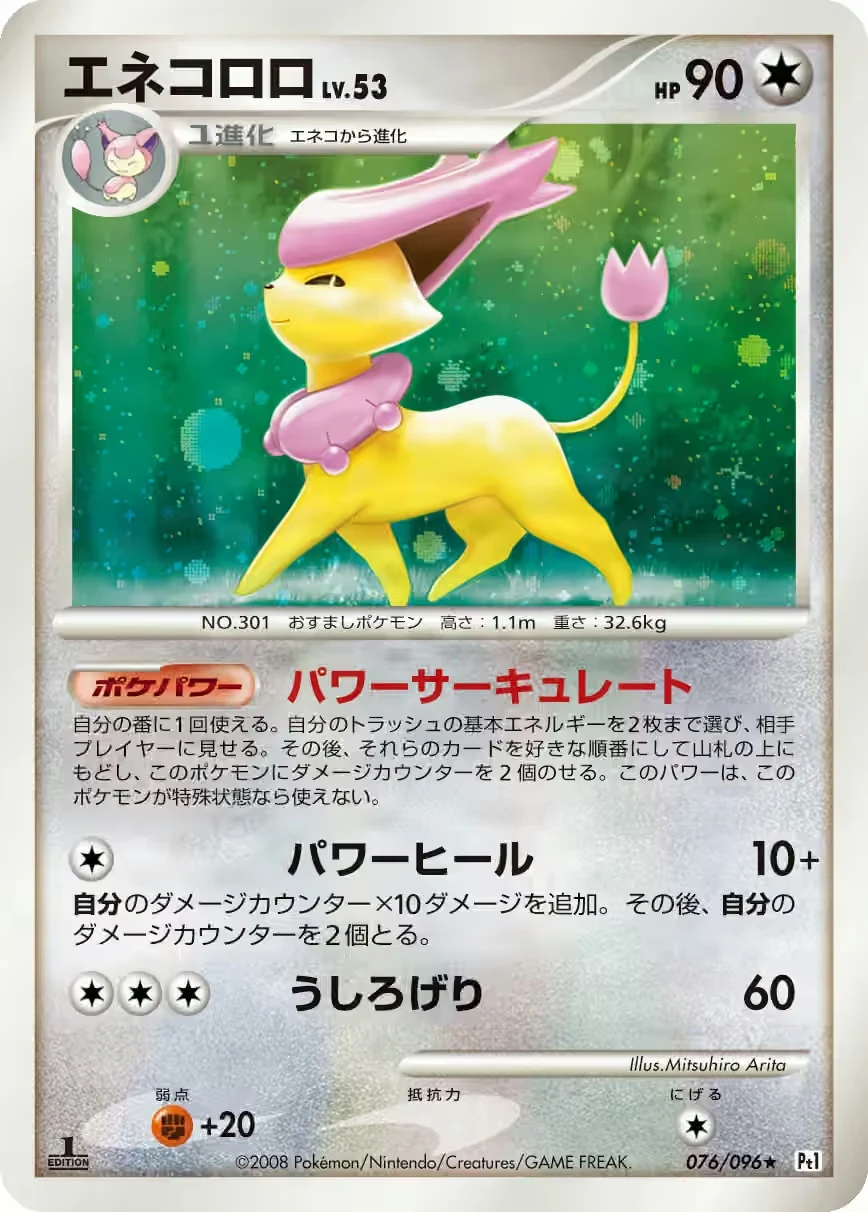 エネコロロ LV.53 HP 90
1進化 エネコから進化
NO.301 おすましポケモン 高さ：1.1m 重さ：32.6kg
ポケパワー パワーサーキュレート
自分の番に1回使える。自分のトラッシュの基本エネルギーを2枚まで選び、相手
プレイヤーに見せる。その後、それらのカードを好きな順番にして山札の上に
もどし、このポケモンにダメージカウンターを2個のせる。このパワーは、この
ポケモンが特殊状態なら使えない。
パワーヒール 10+
自分のダメージカウンター×10ダメージを追加。その後、自分の
ダメージカウンターを2個とる。
うしろげり 60
Illus.Mitsuhiro Arita
弱点 抵抗力 にげる
+20
1 EDITION ©2008 Pokémon/Nintendo/Creatures/GAME FREAK. 076/096★ Pt1